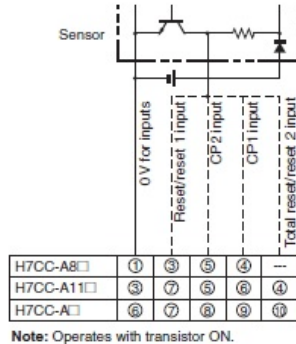 Sensor
0 V for inputs
Reset/reset 1 input
CP2 input
CP1 input
Total reset/reset 2 input
H7CC-A8□ ① ③ ⑤ ④ ---
H7CC-A11□ ③ ⑦ ⑤ ⑥ ④
H7CC-A□ ⑥ ⑦ ⑧ ⑨ ⑩
Note: Operates with transistor ON.